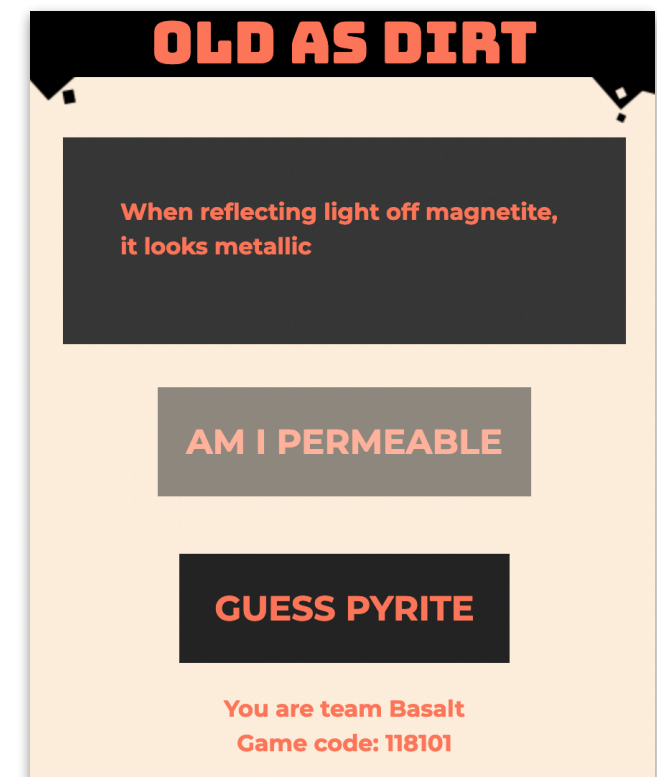 OLD AS DIRT
When reflecting light off magnetite,
it looks metallic
AM I PERMEABLE
GUESS PYRITE
You are team Basalt
Game code: 118101